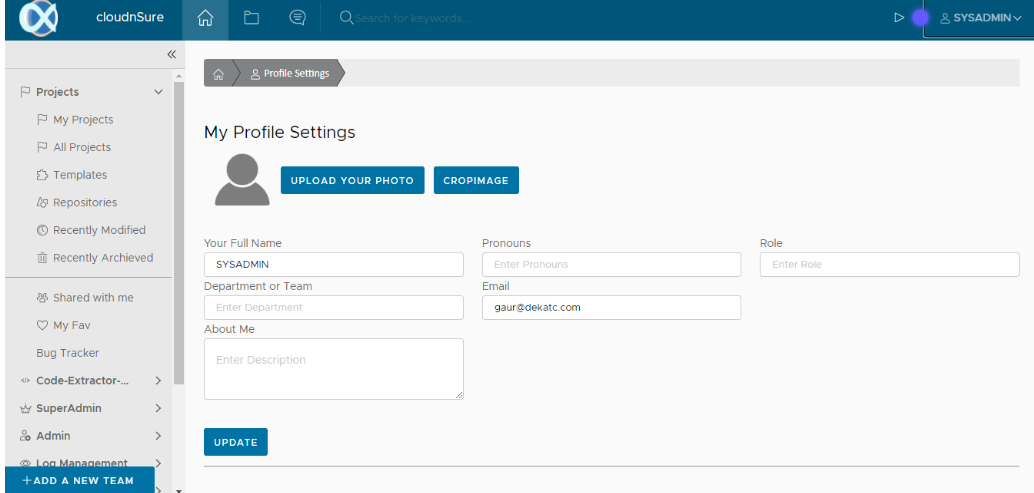 cloudnSure
Search for keywords...
SYSADMIN
Profile Settings
Projects
My Projects
All Projects
Templates
Repositories
Recently Modified
Recently Archieved
Shared with me
My Fav
Bug Tracker
Code-Extractor-...
SuperAdmin
Admin
Log Management
+ADD A NEW TEAM
My Profile Settings
UPLOAD YOUR PHOTO
CROPIMAGE
Your Full Name
Pronouns
Role
SYSADMIN
Enter Pronouns
Enter Role
Department or Team
Email
Enter Department
gaur@dekatc.com
About Me
Enter Description
UPDATE